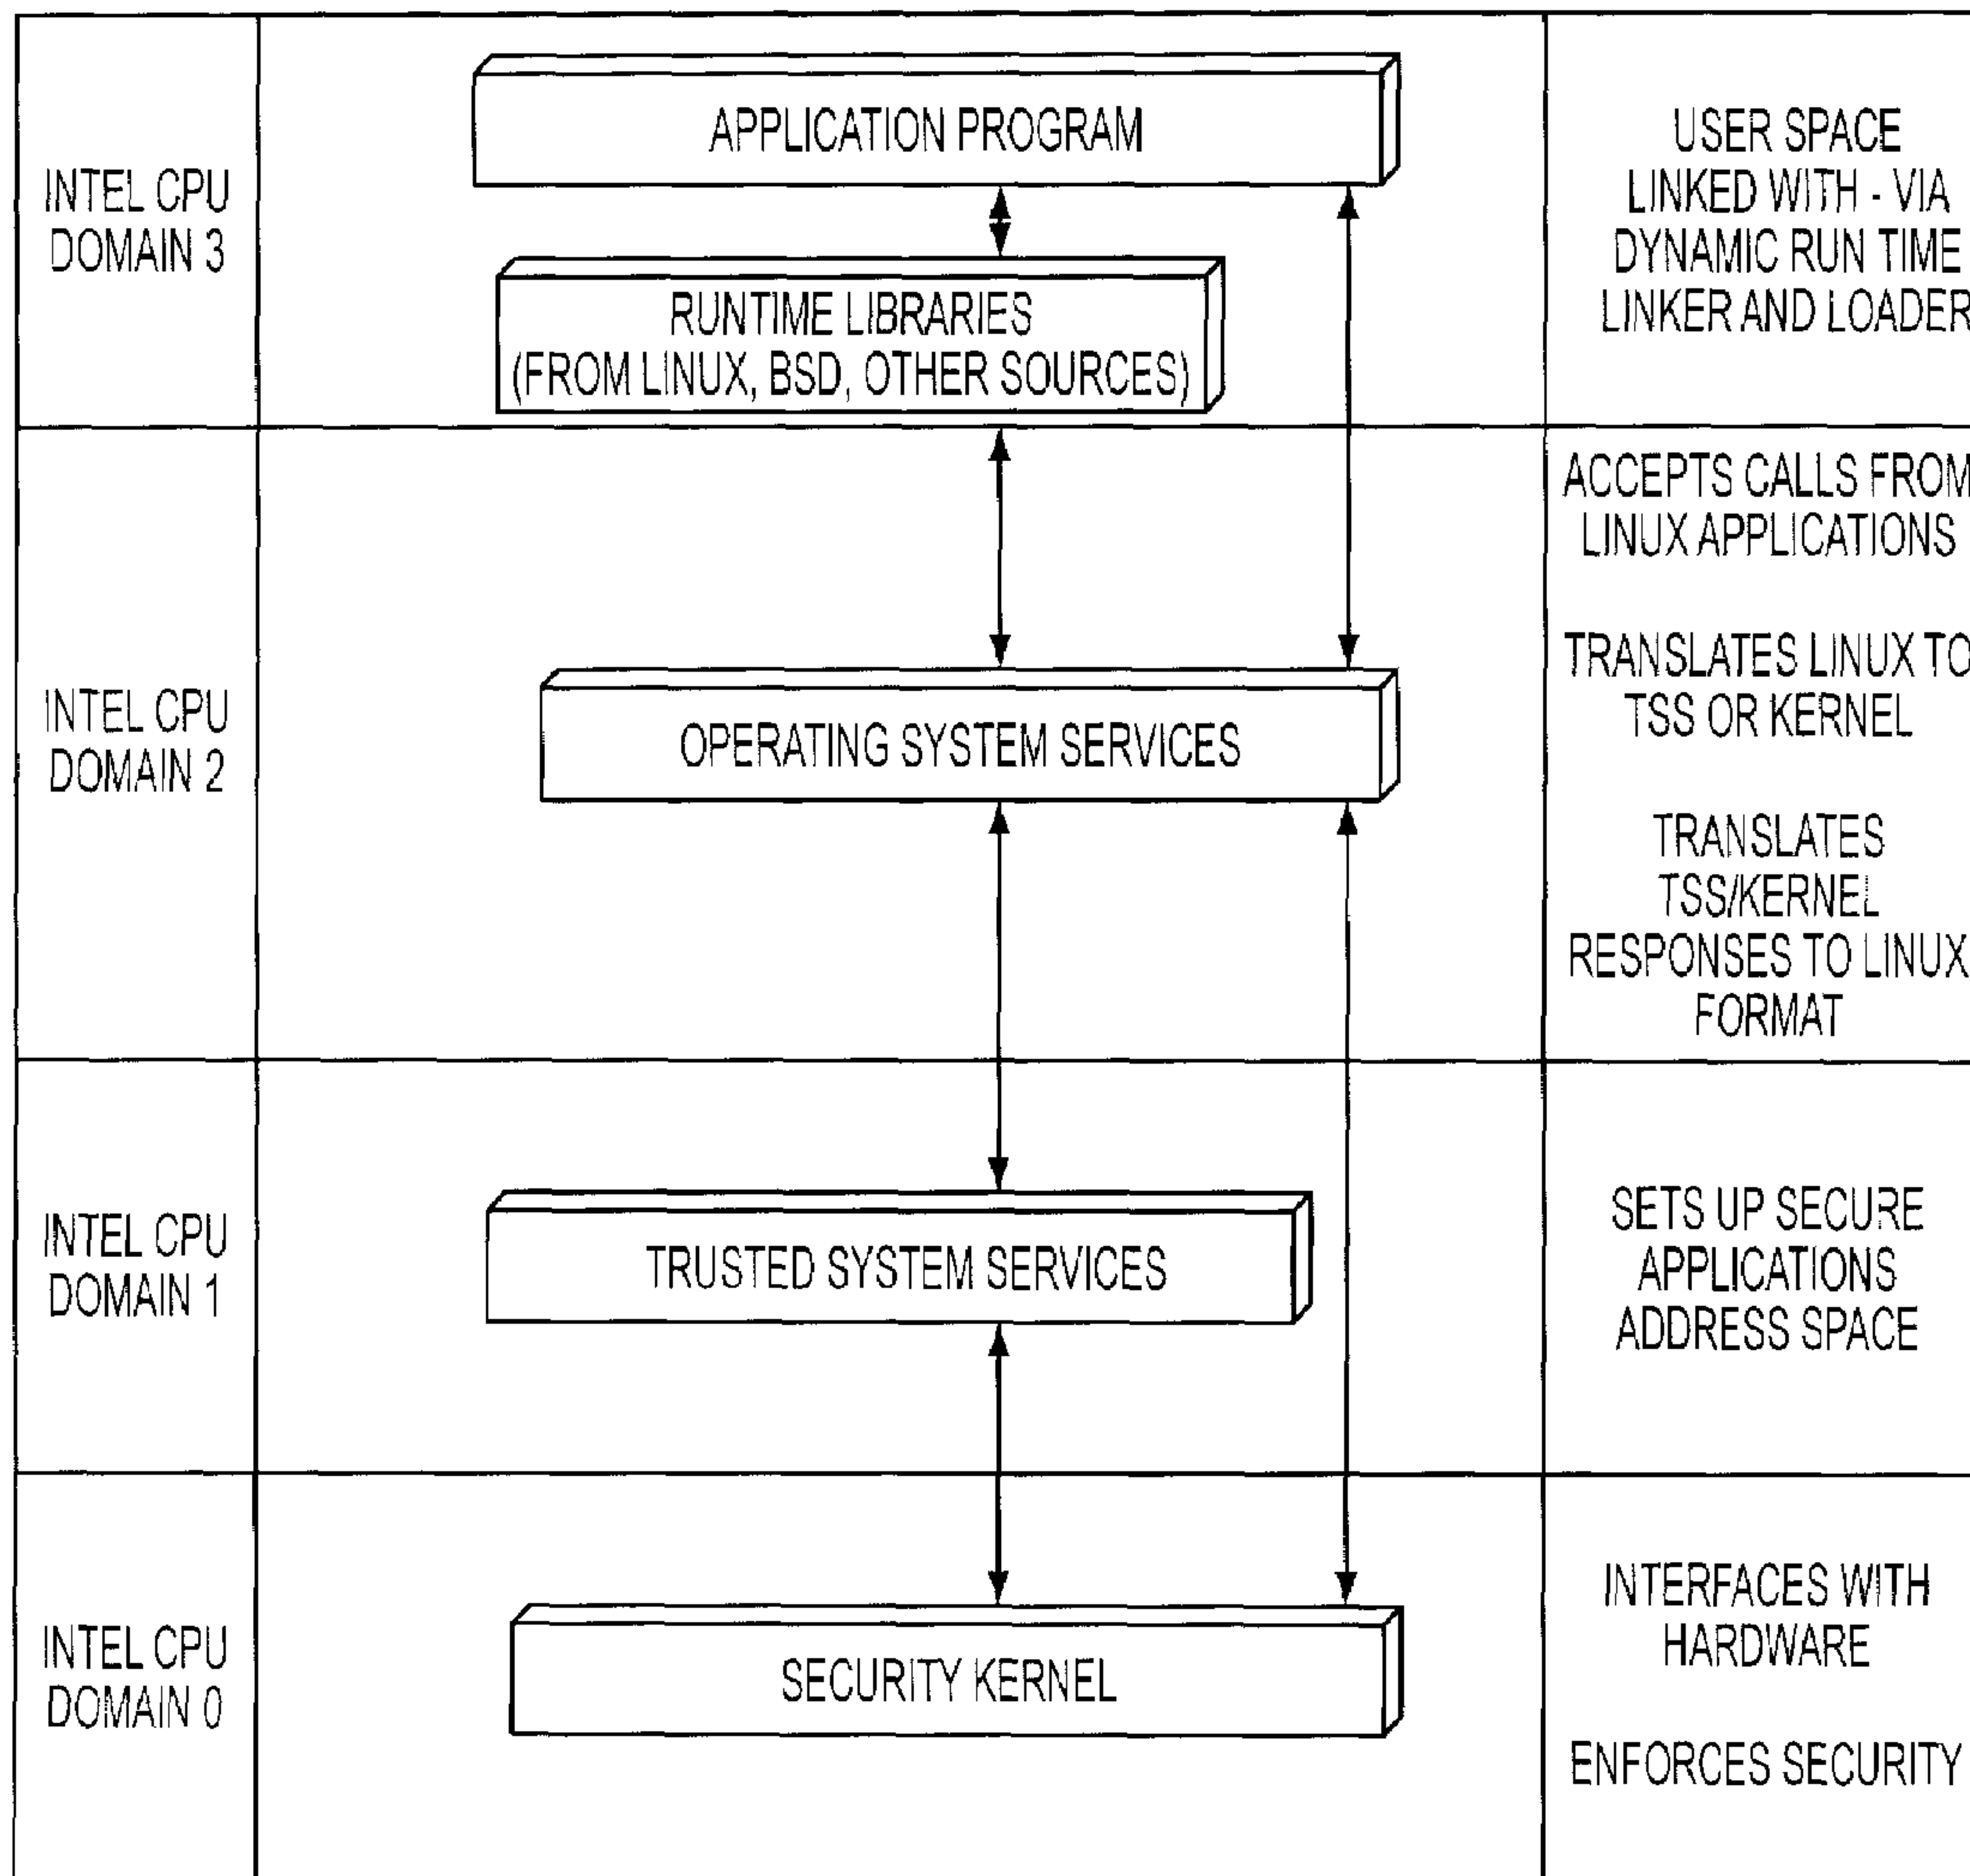 INTEL CPU
DOMAIN 3
APPLICATION PROGRAM
RUNTIME LIBRARIES
(FROM LINUX, BSD, OTHER SOURCES)
USER SPACE
LINKED WITH - VIA
DYNAMIC RUN TIME
LINKER AND LOADER
INTEL CPU
DOMAIN 2
OPERATING SYSTEM SERVICES
ACCEPTS CALLS FROM
LINUX APPLICATIONS
TRANSLATES LINUX TO
TSS OR KERNEL
TRANSLATES
TSS/KERNEL
RESPONSES TO LINUX
FORMAT
INTEL CPU
DOMAIN 1
TRUSTED SYSTEM SERVICES
SETS UP SECURE
APPLICATIONS
ADDRESS SPACE
INTEL CPU
DOMAIN 0
SECURITY KERNEL
INTERFACES WITH
HARDWARE
ENFORCES SECURITY